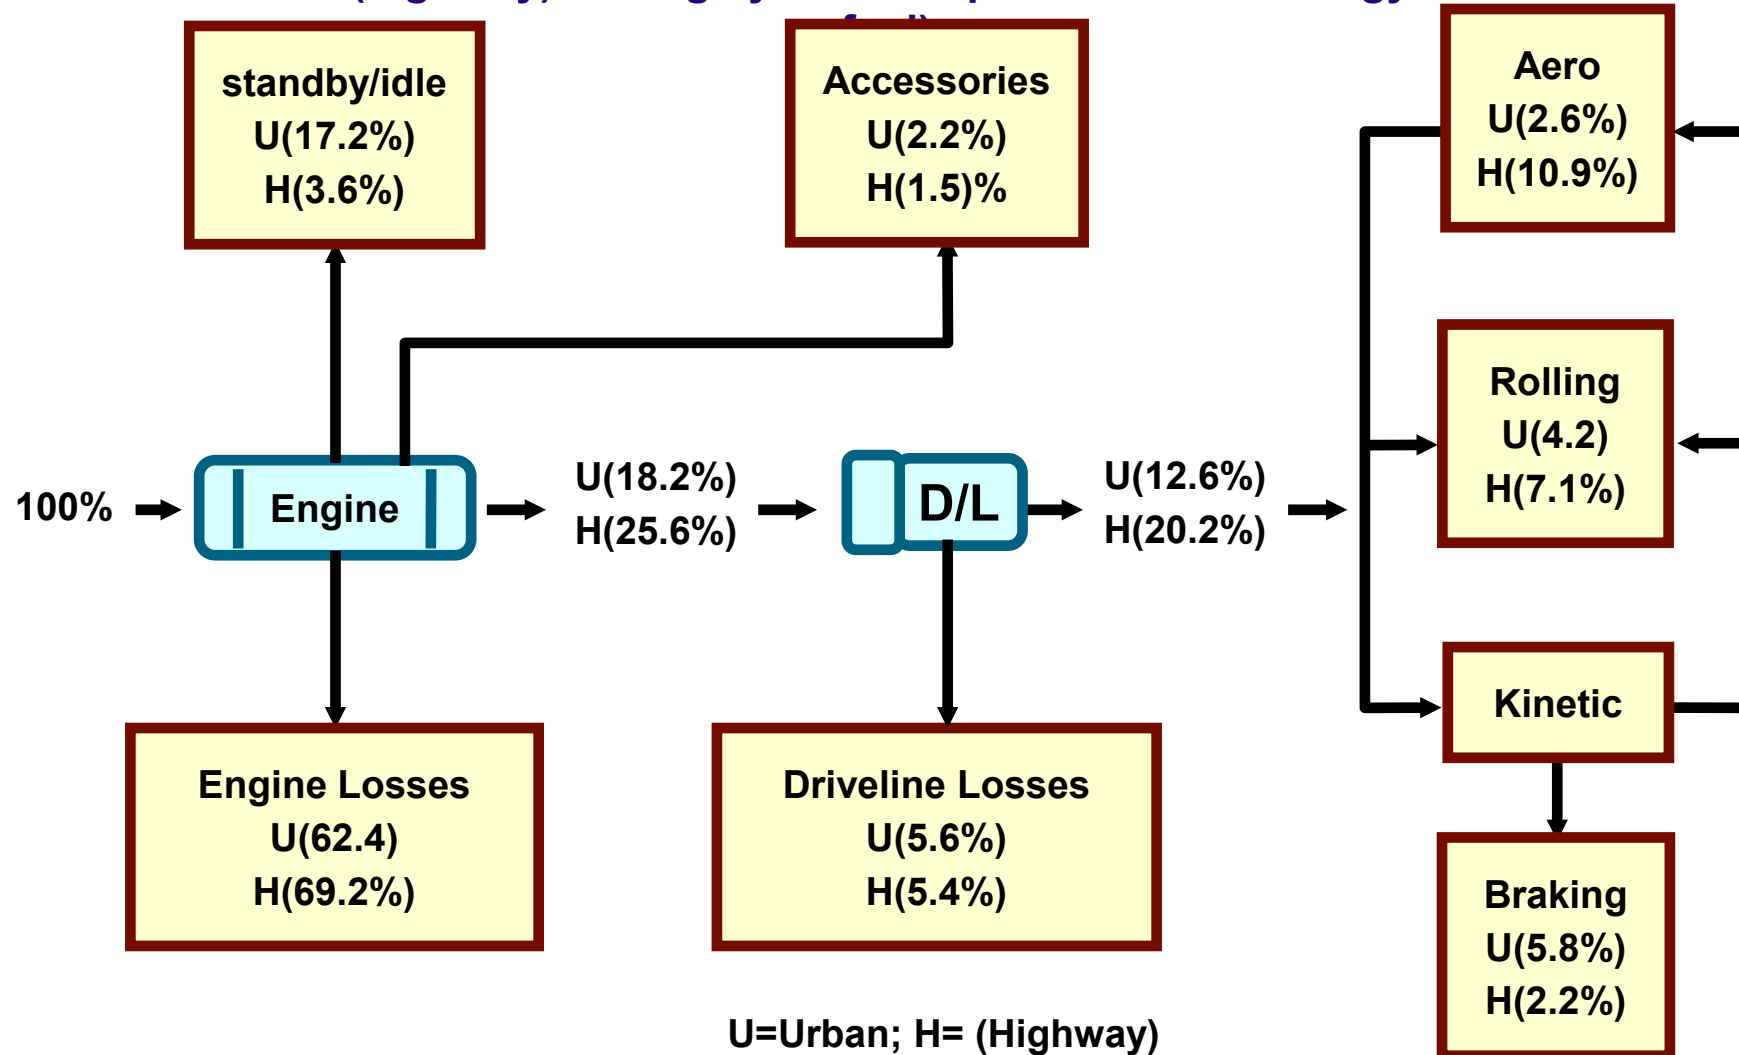 standby/idle
U(17.2%)
H(3.6%)
Accessories
U(2.2%)
H(1.5)%
Aero
U(2.6%)
H(10.9%)
Rolling
U(4.2)
H(7.1%)
100%
Engine
U(18.2%)
H(25.6%)
D/L
U(12.6%)
H(20.2%)
Kinetic
Engine Losses
U(62.4)
H(69.2%)
Driveline Losses
U(5.6%)
H(5.4%)
Braking
U(5.8%)
H(2.2%)
U=Urban; H= (Highway)